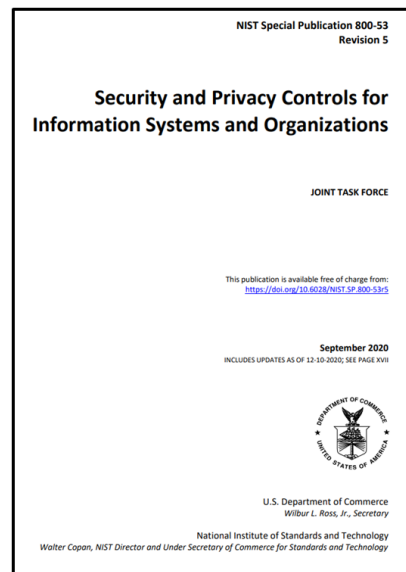 NIST Special Publication 800-53
Revision 5
Security and Privacy Controls for
Information Systems and Organizations
JOINT TASK FORCE
This publication is available free of charge from:
https://doi.org/10.6028/NIST.SP.800-53r5
September 2020
INCLUDES UPDATES AS OF 12-10-2020; SEE PAGE XVII
DEPARTMENT OF COMMERCE
UNITED STATES OF AMERICA
U.S. Department of Commerce
Wilbur L. Ross, Jr., Secretary
National Institute of Standards and Technology
Walter Copan, NIST Director and Under Secretary of Commerce for Standards and Technology